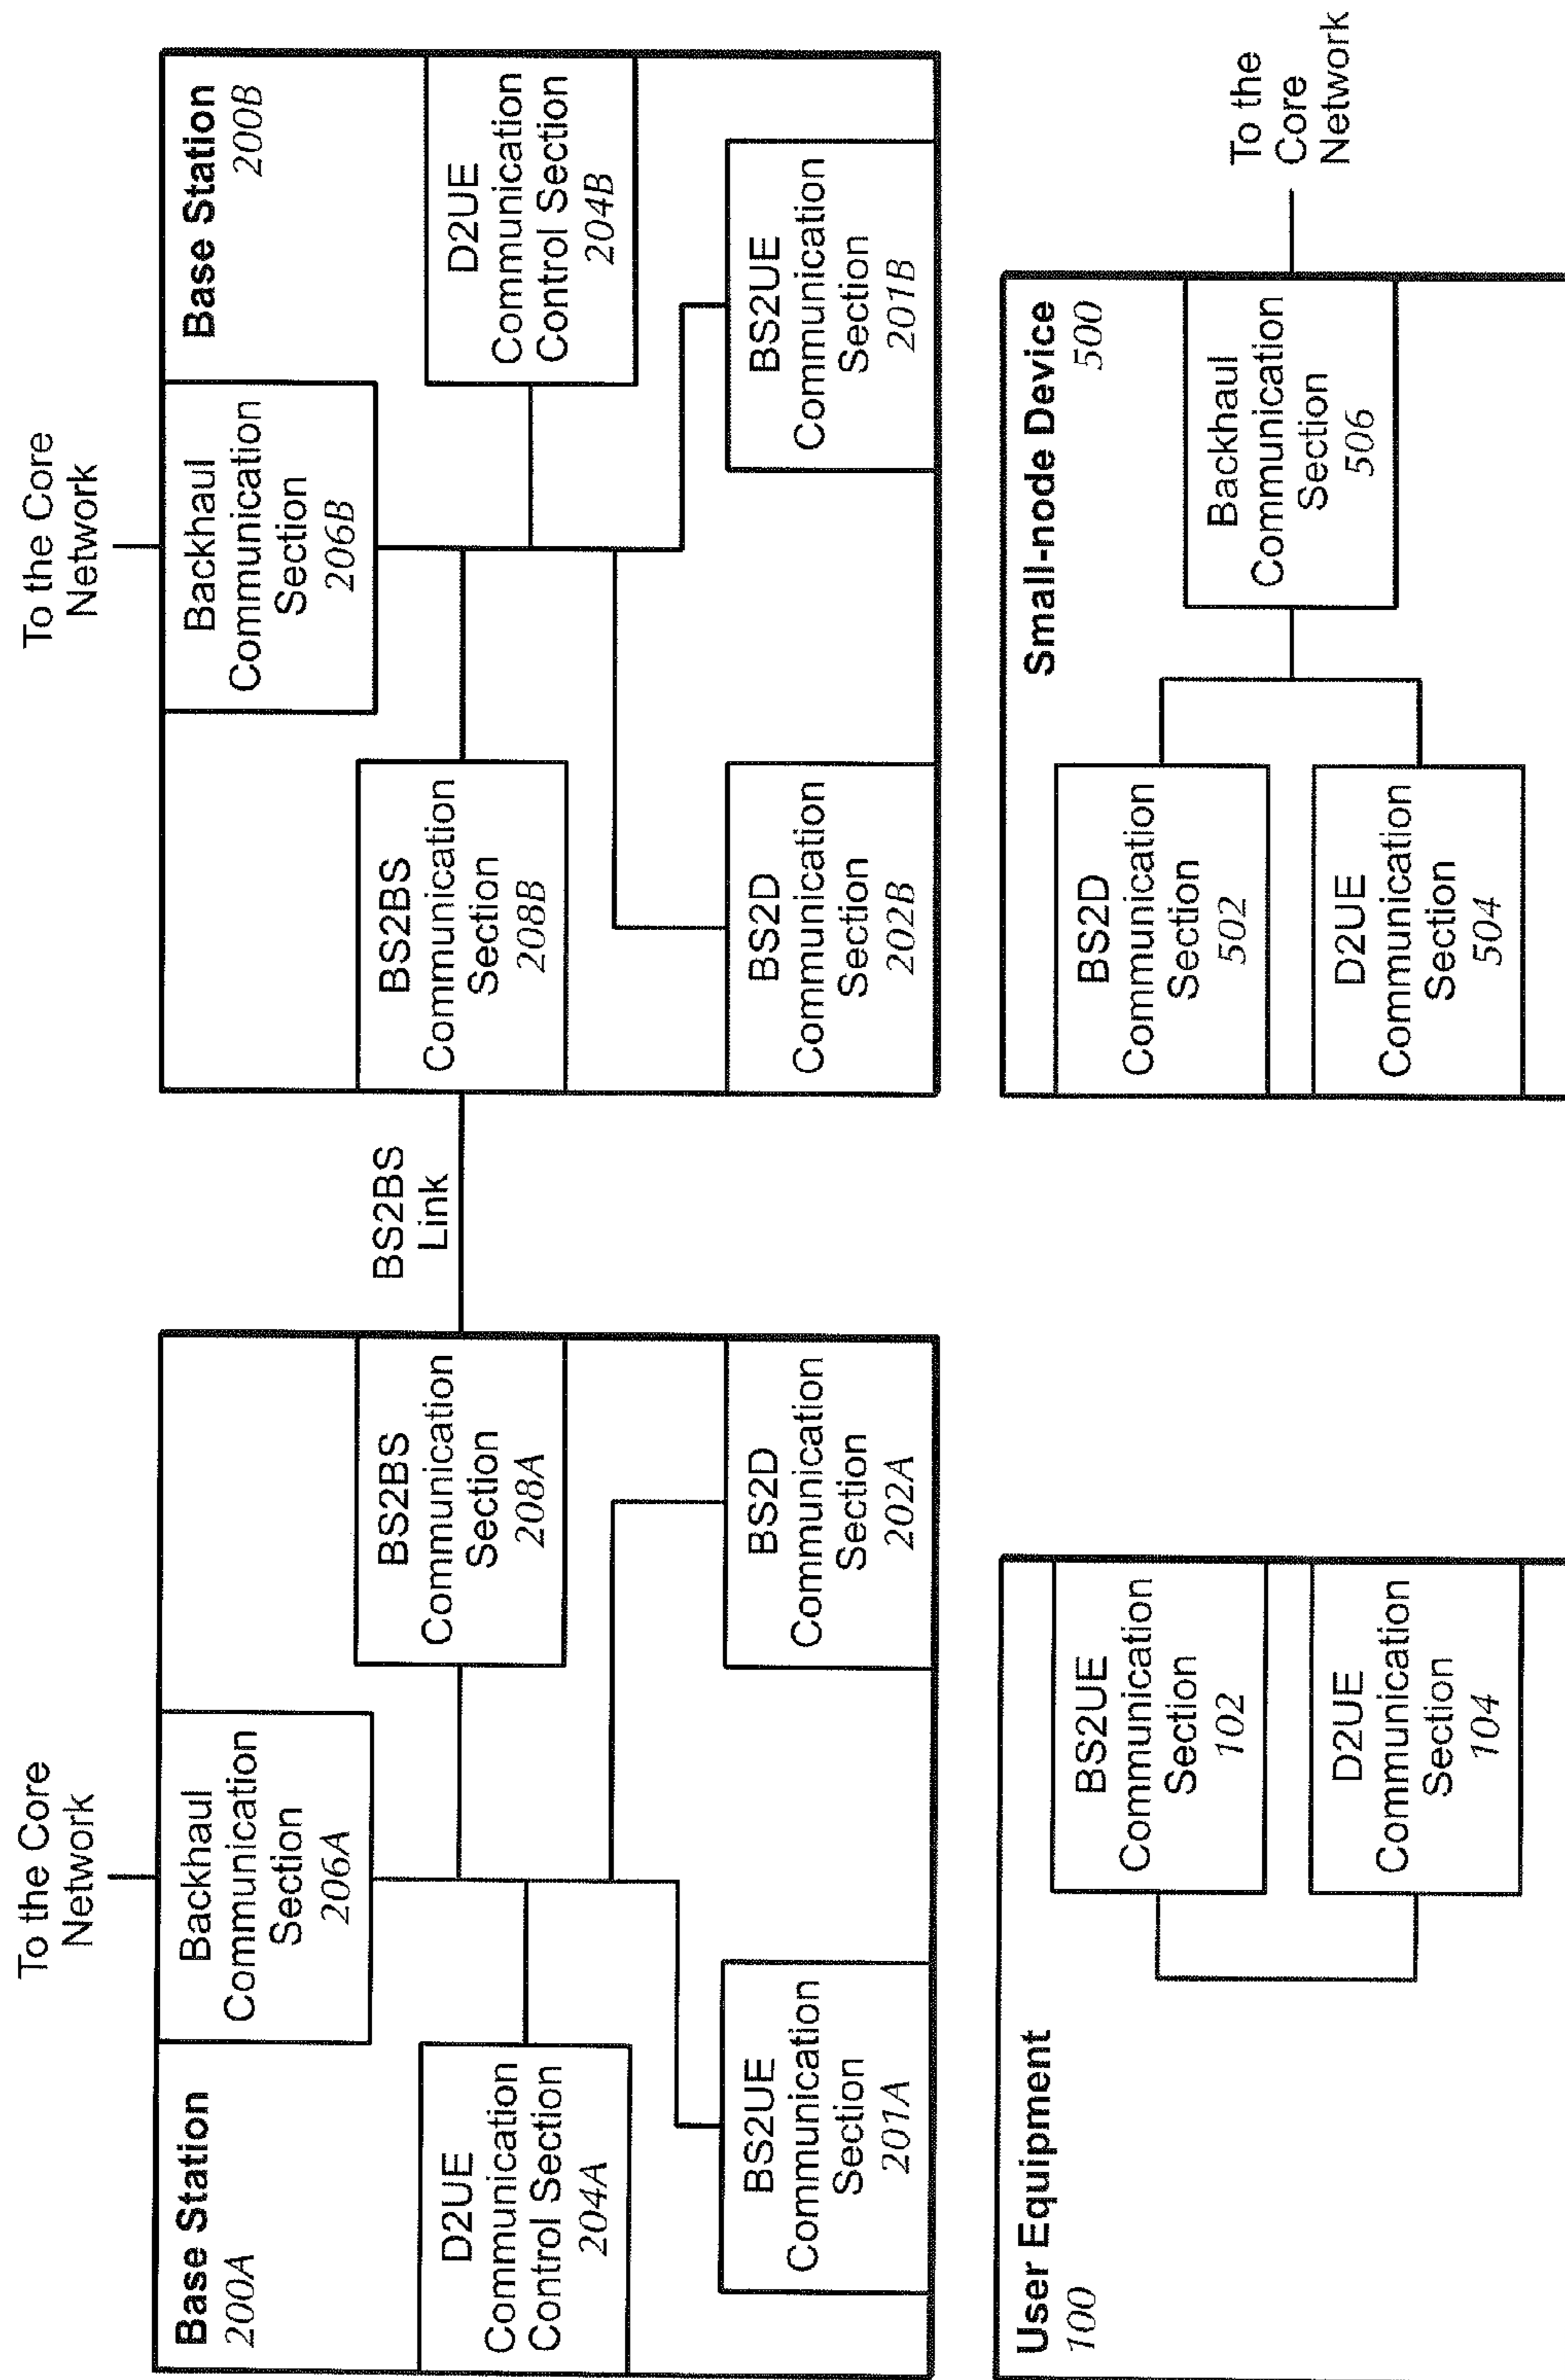 To the Core
Network
Base Station
200A
Backhaul
Communication
Section
206A
D2UE
Communication
Control Section
204A
BS2BS
Communication
Section
208A
BS2UE
Communication
Section
201A
BS2D
Communication
Section
202A
BS2BS
Link
To the Core
Network
Base Station
200B
Backhaul
Communication
Section
206B
BS2BS
Communication
Section
208B
D2UE
Communication
Control Section
204B
BS2D
Communication
Section
202B
BS2UE
Communication
Section
201B
User Equipment
100
BS2UE
Communication
Section
102
D2UE
Communication
Section
104
Small-node Device
500
BS2D
Communication
Section
502
D2UE
Communication
Section
504
Backhaul
Communication
Section
506
To the
Core
Network